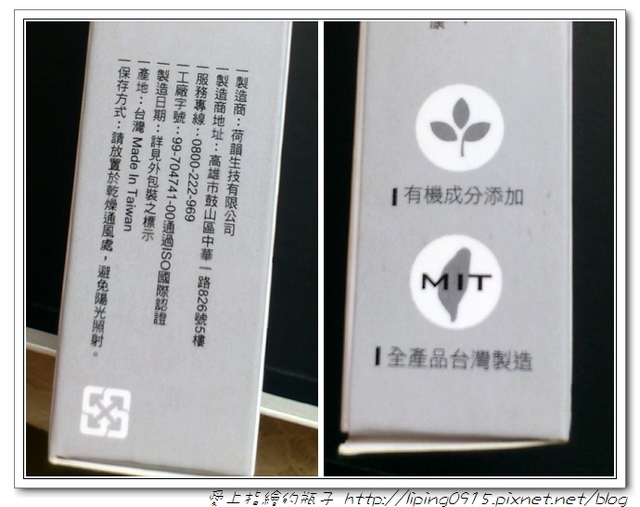 製造商：荷韻生技有限公司
製造商地址：高雄市鼓山區中華一路826號5樓
服務專線：0800-222-969
工廠字號：99-704741-00通過ISO國際認證
製造日期：詳見外包裝之標示
產地：台灣 Made In Taiwan
保存方式：請放置於乾燥通風處，避免陽光照射。
康，
有機成分添加
MIT
全產品台灣製造
愛上指繪的瓶子 http://liping0915.pixnet.net/blog